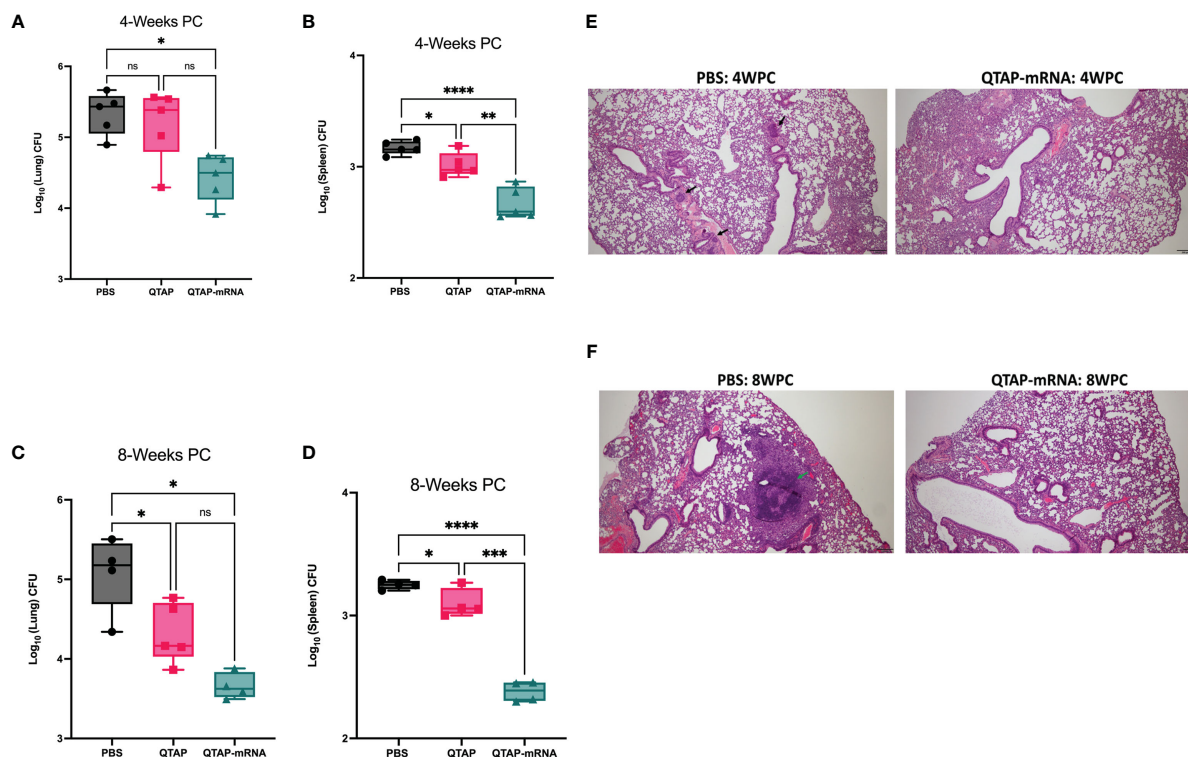 A
4-Weeks PC
*
ns
ns
Log10 (Lung) CFU
6
5
4
3
PBS
QTAP
QTAP-mRNA
B
4-Weeks PC
****
*
**
Log10 (Spleen) CFU
4
3
2
PBS
QTAP
QTAP-mRNA
E
PBS: 4WPC
QTAP-mRNA: 4WPC
F
PBS: 8WPC
QTAP-mRNA: 8WPC
C
8-Weeks PC
*
*
ns
Log10 (Lung) CFU
6
5
4
3
PBS
QTAP
QTAP-mRNA
D
8-Weeks PC
****
*
***
Log10 (Spleen) CFU
4
3
2
PBS
QTAP
QTAP-mRNA